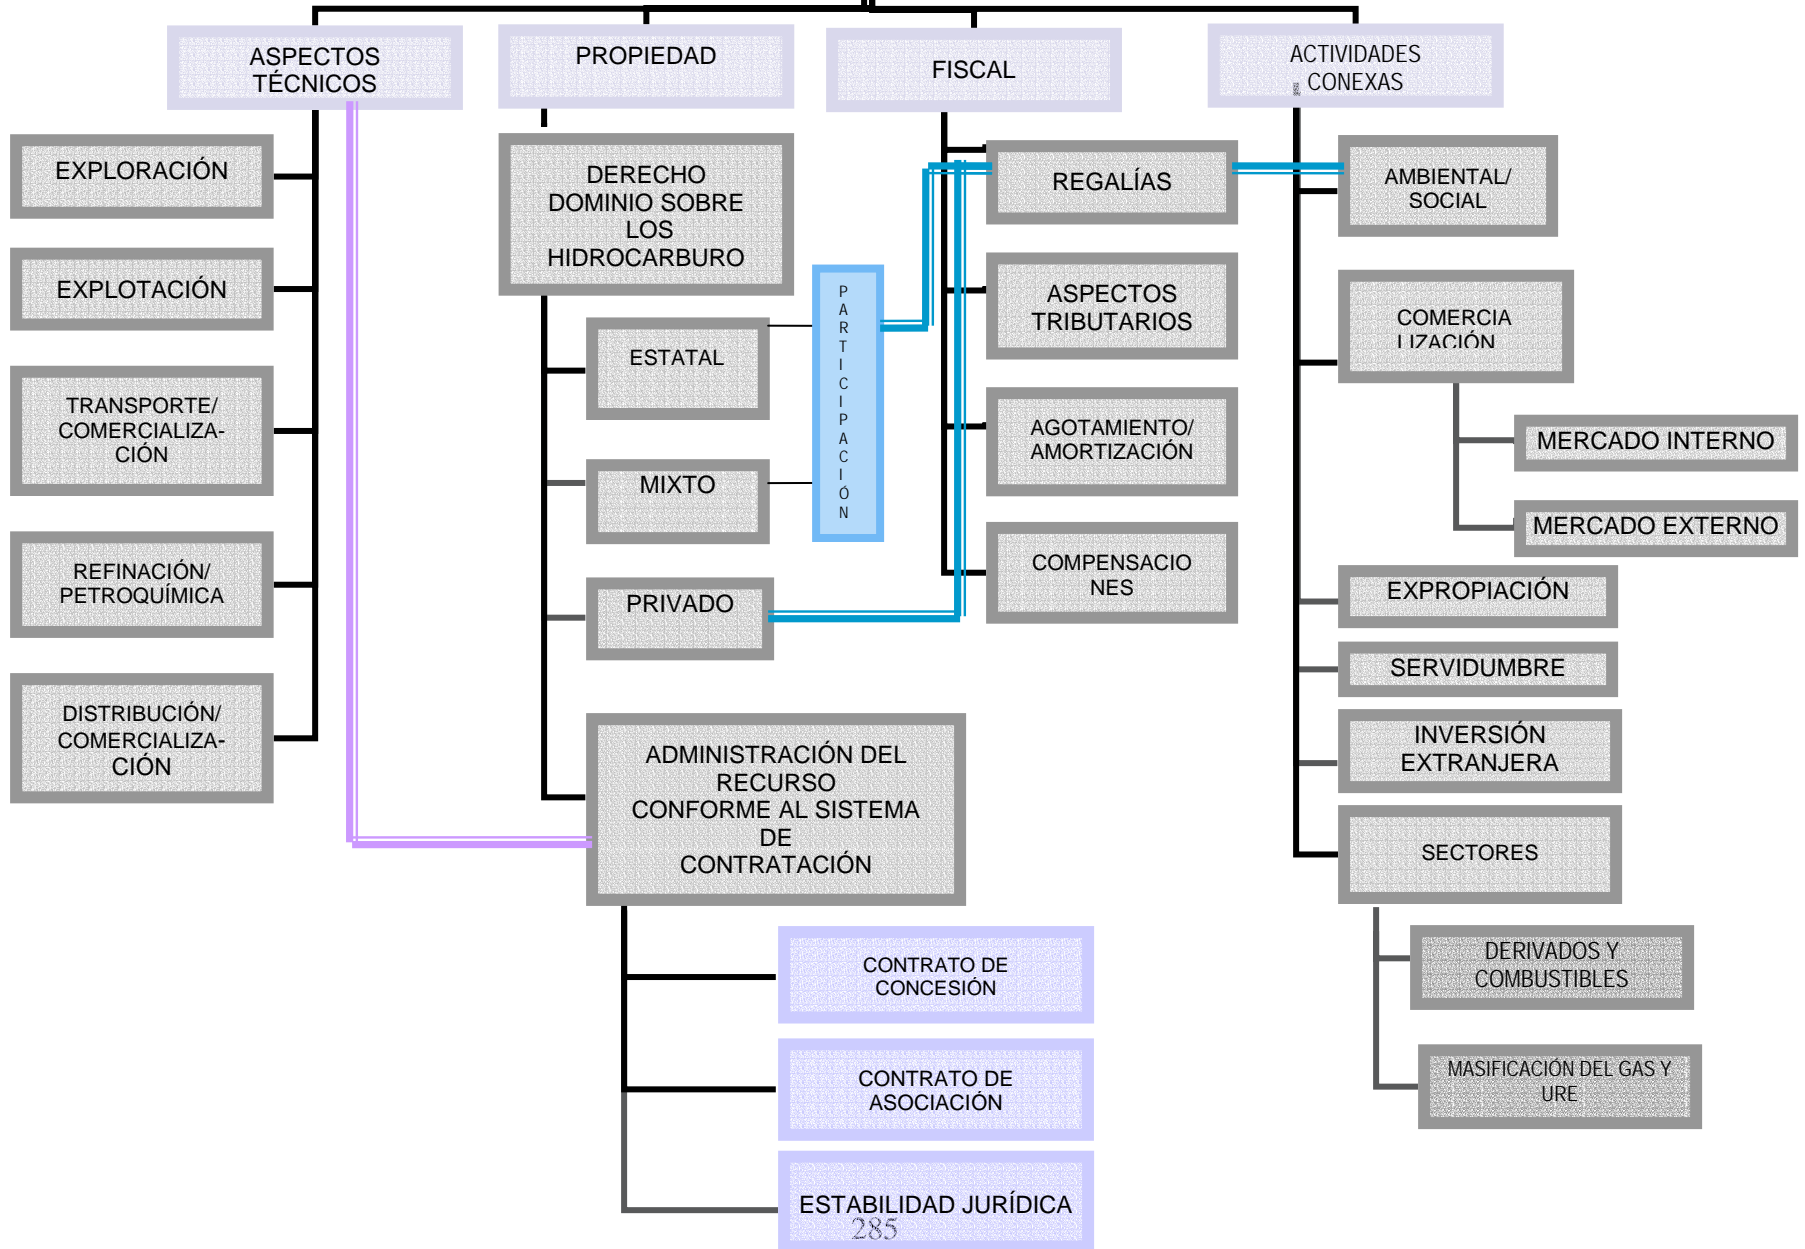 ASPECTOS
TÉCNICOS
EXPLORACIÓN
EXPLOTACIÓN
TRANSPORTE/
COMERCIALIZA-
CIÓN
REFINACIÓN/
PETROQUÍMICA
DISTRIBUCIÓN/
COMERCIALIZA-
CIÓN
PROPIEDAD
DERECHO
DOMINIO SOBRE
LOS
HIDROCARBURO
ESTATAL
MIXTO
PRIVADO
PARTICIPACIÓN
ADMINISTRACIÓN DEL
RECURSO
CONFORME AL SISTEMA
DE
CONTRATACIÓN
CONTRATO DE
CONCESIÓN
CONTRATO DE
ASOCIACIÓN
ESTABILIDAD JURÍDICA
FISCAL
REGALÍAS
ASPECTOS
TRIBUTARIOS
AGOTAMIENTO/
AMORTIZACIÓN
COMPENSACIO
NES
ACTIVIDADES
CONEXAS
AMBIENTAL/
SOCIAL
COMERCIA
LIZACIÓN
MERCADO INTERNO
MERCADO EXTERNO
EXPROPIACIÓN
SERVIDUMBRE
INVERSIÓN
EXTRANJERA
SECTORES
DERIVADOS Y
COMBUSTIBLES
MASIFICACIÓN DEL GAS Y
URE
285